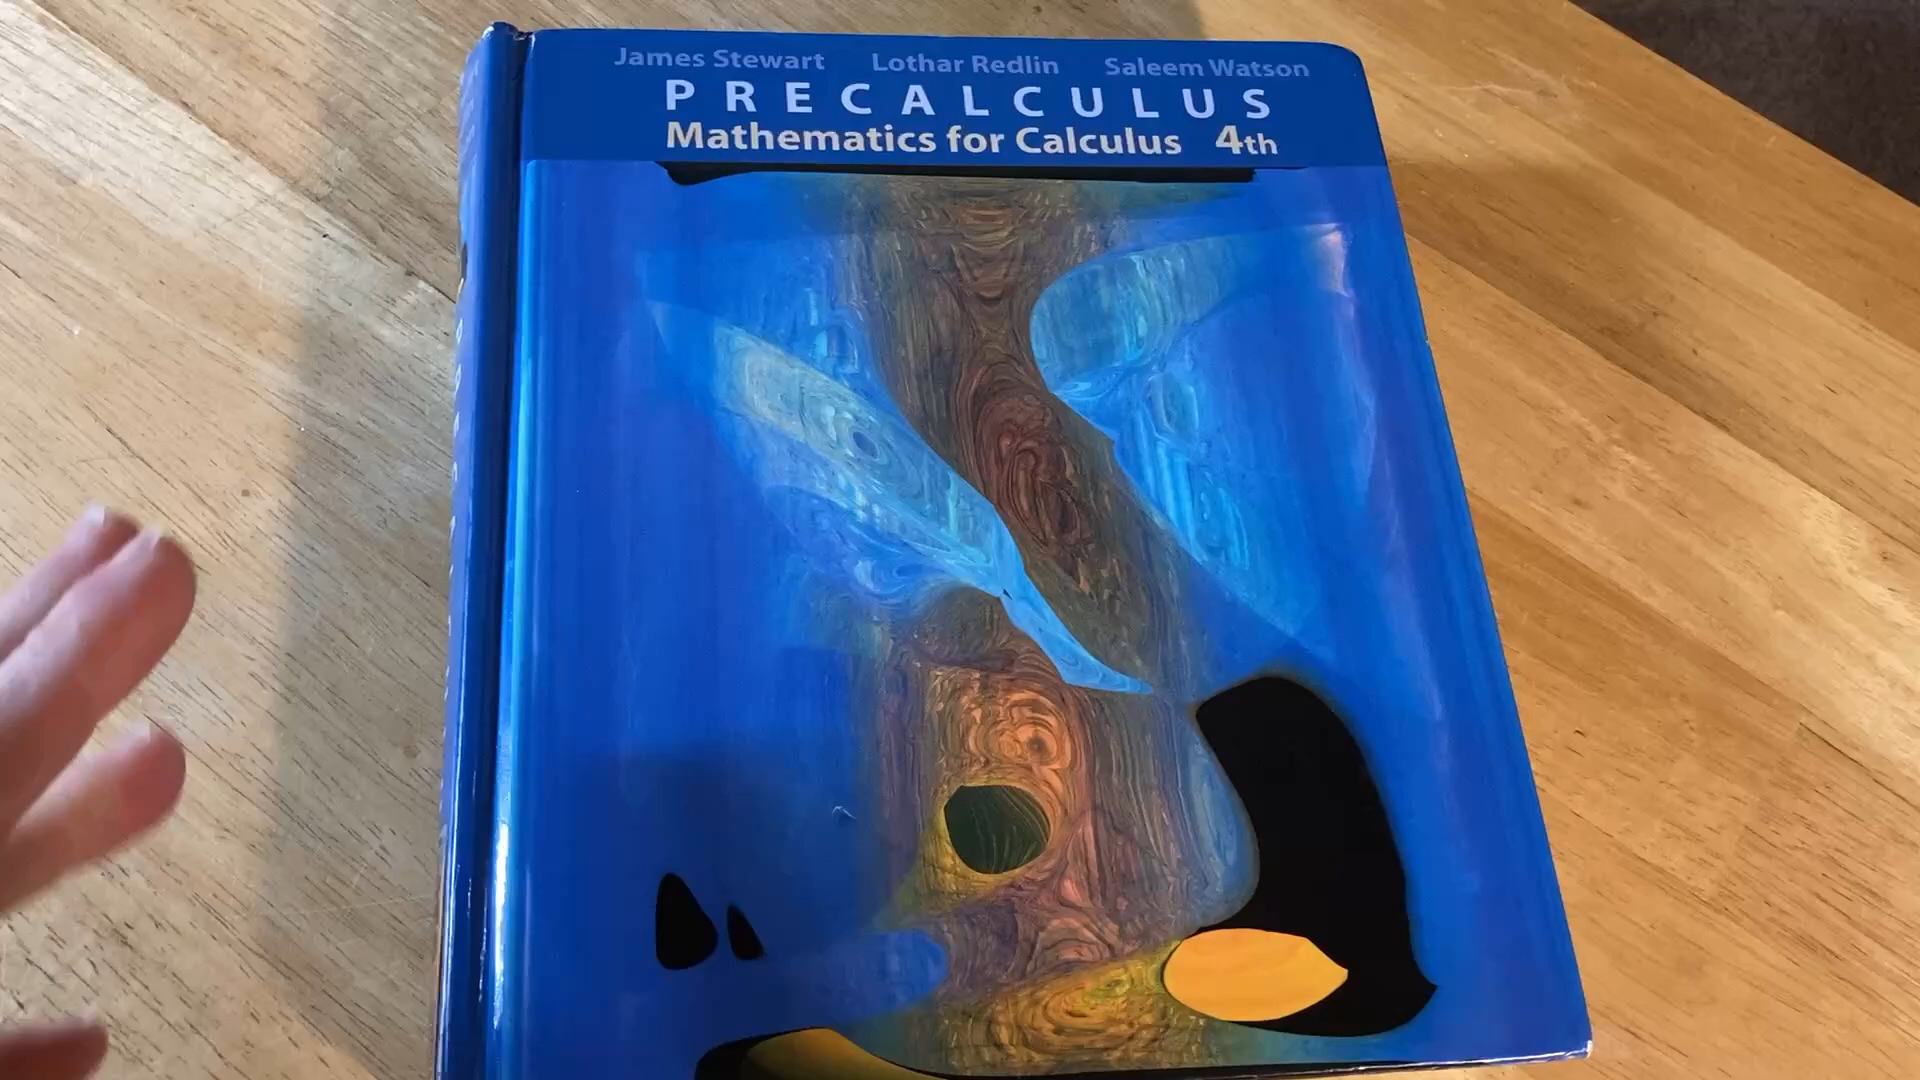 James Stewart Lothar Redlin Saleem Watson
PRECALCULUS
Mathematics for Calculus 4th